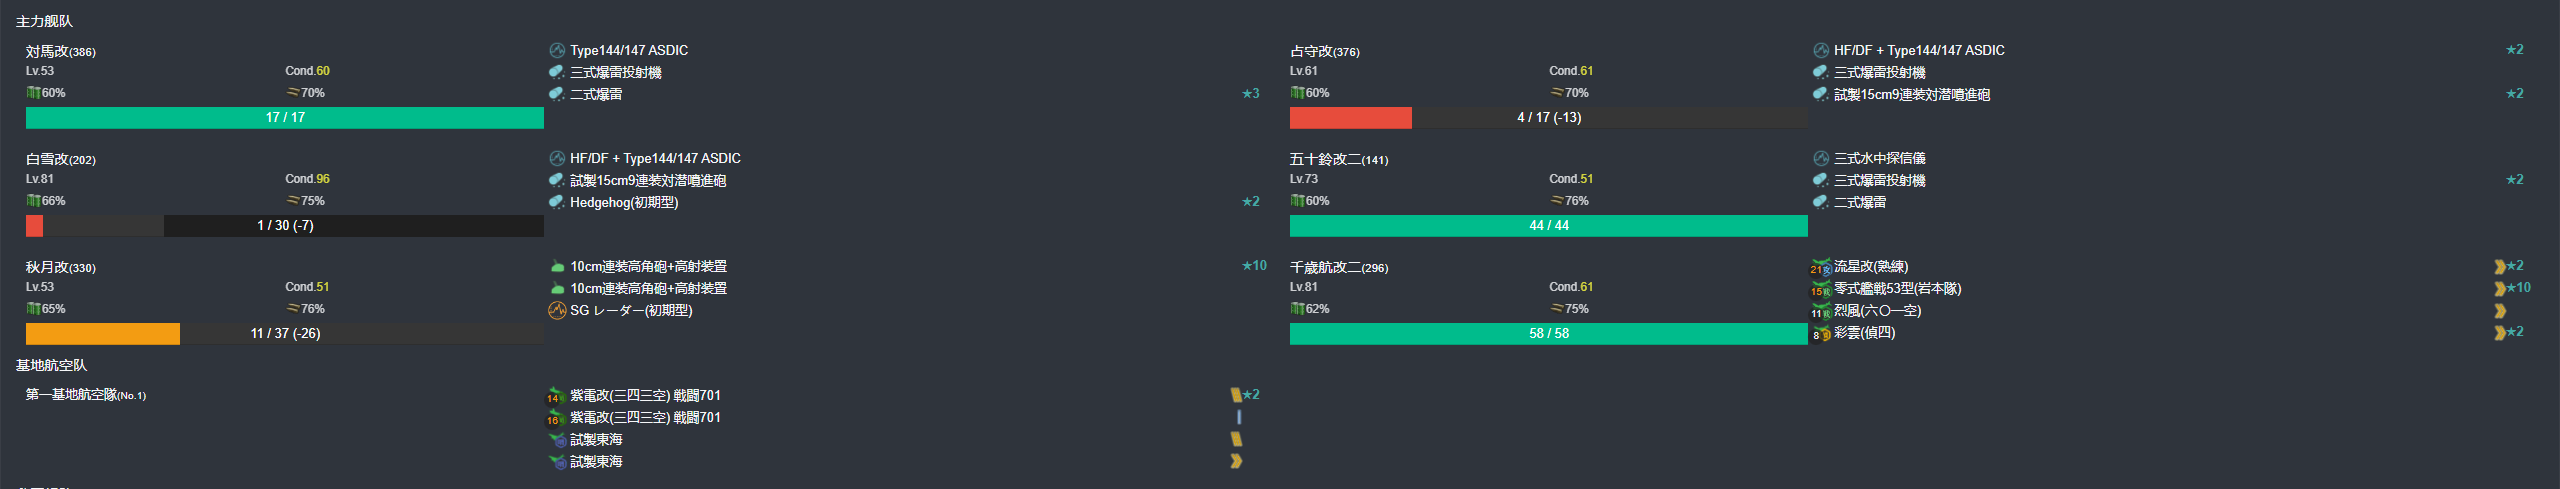 主力舰队
対馬改(386)
Lv.53 Cond.60
60% 70%
17 / 17
Type144/147 ASDIC
三式爆雷投射機
二式爆雷 ★3
占守改(376)
Lv.61 Cond.61
60% 70%
4 / 17 (-13)
HF/DF + Type144/147 ASDIC ★2
三式爆雷投射機
試製15cm9連装対潜噴進砲 ★2
白雪改(202)
Lv.81 Cond.96
66% 75%
1 / 30 (-7)
HF/DF + Type144/147 ASDIC
試製15cm9連装対潜噴進砲
Hedgehog(初期型) ★2
五十鈴改二(141)
Lv.73 Cond.51
60% 76%
44 / 44
三式水中探信儀
三式爆雷投射機 ★2
二式爆雷
秋月改(330)
Lv.53 Cond.51
65% 76%
11 / 37 (-26)
10cm連装高角砲+高射装置 ★10
10cm連装高角砲+高射装置
SG レーダー(初期型)
千歳航改二(296)
Lv.81 Cond.61
62% 75%
58 / 58
21 流星改(熟練) ★2
15 零式艦戦53型(岩本隊) ★10
11 烈風(六〇一空)
8 彩雲(偵四) ★2
基地航空队
第一基地航空隊(No.1)
14 紫電改(三四三空) 戦闘701 ★2
16 紫電改(三四三空) 戦闘701
試製東海
試製東海